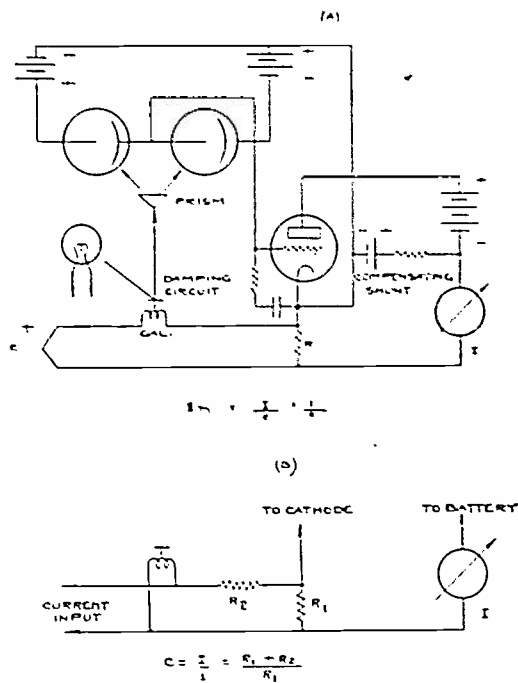 (A)
PRISM
DAMPING
CIRCUIT
COMPENSATING
SHUNT
GAL.
R
I
(B)
TO CATHODE
TO BATTERY
R2
R1
I
CURRENT
INPUT
C = I/i = R1 + R2/R1